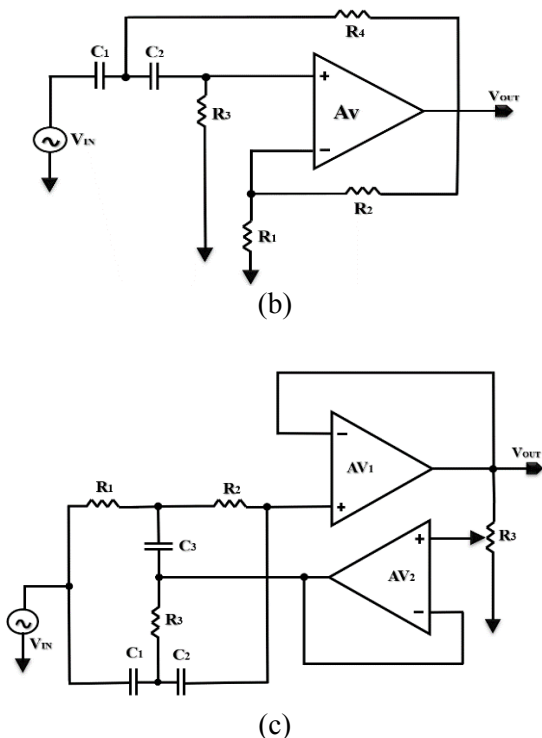 R4
C1 C2
VOUT
+
Av
R3
VIN
−
R2
R1
(b)
−
VOUT
AV1
R1 R2
+
R3
C3
+
AV2
R3
−
VIN
C1 C2
(c)